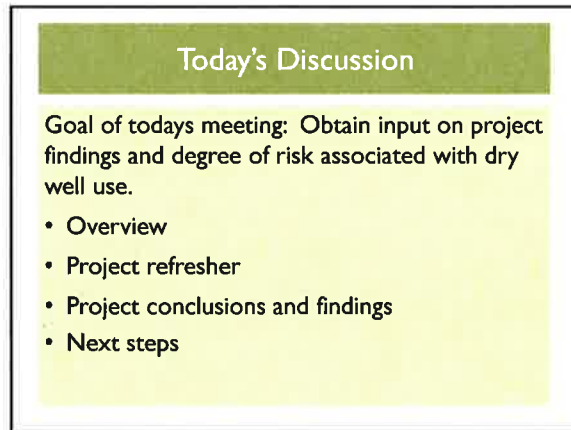 Today's Discussion
Goal of todays meeting: Obtain input on project
findings and degree of risk associated with dry
well use.
• Overview
• Project refresher
• Project conclusions and findings
• Next steps